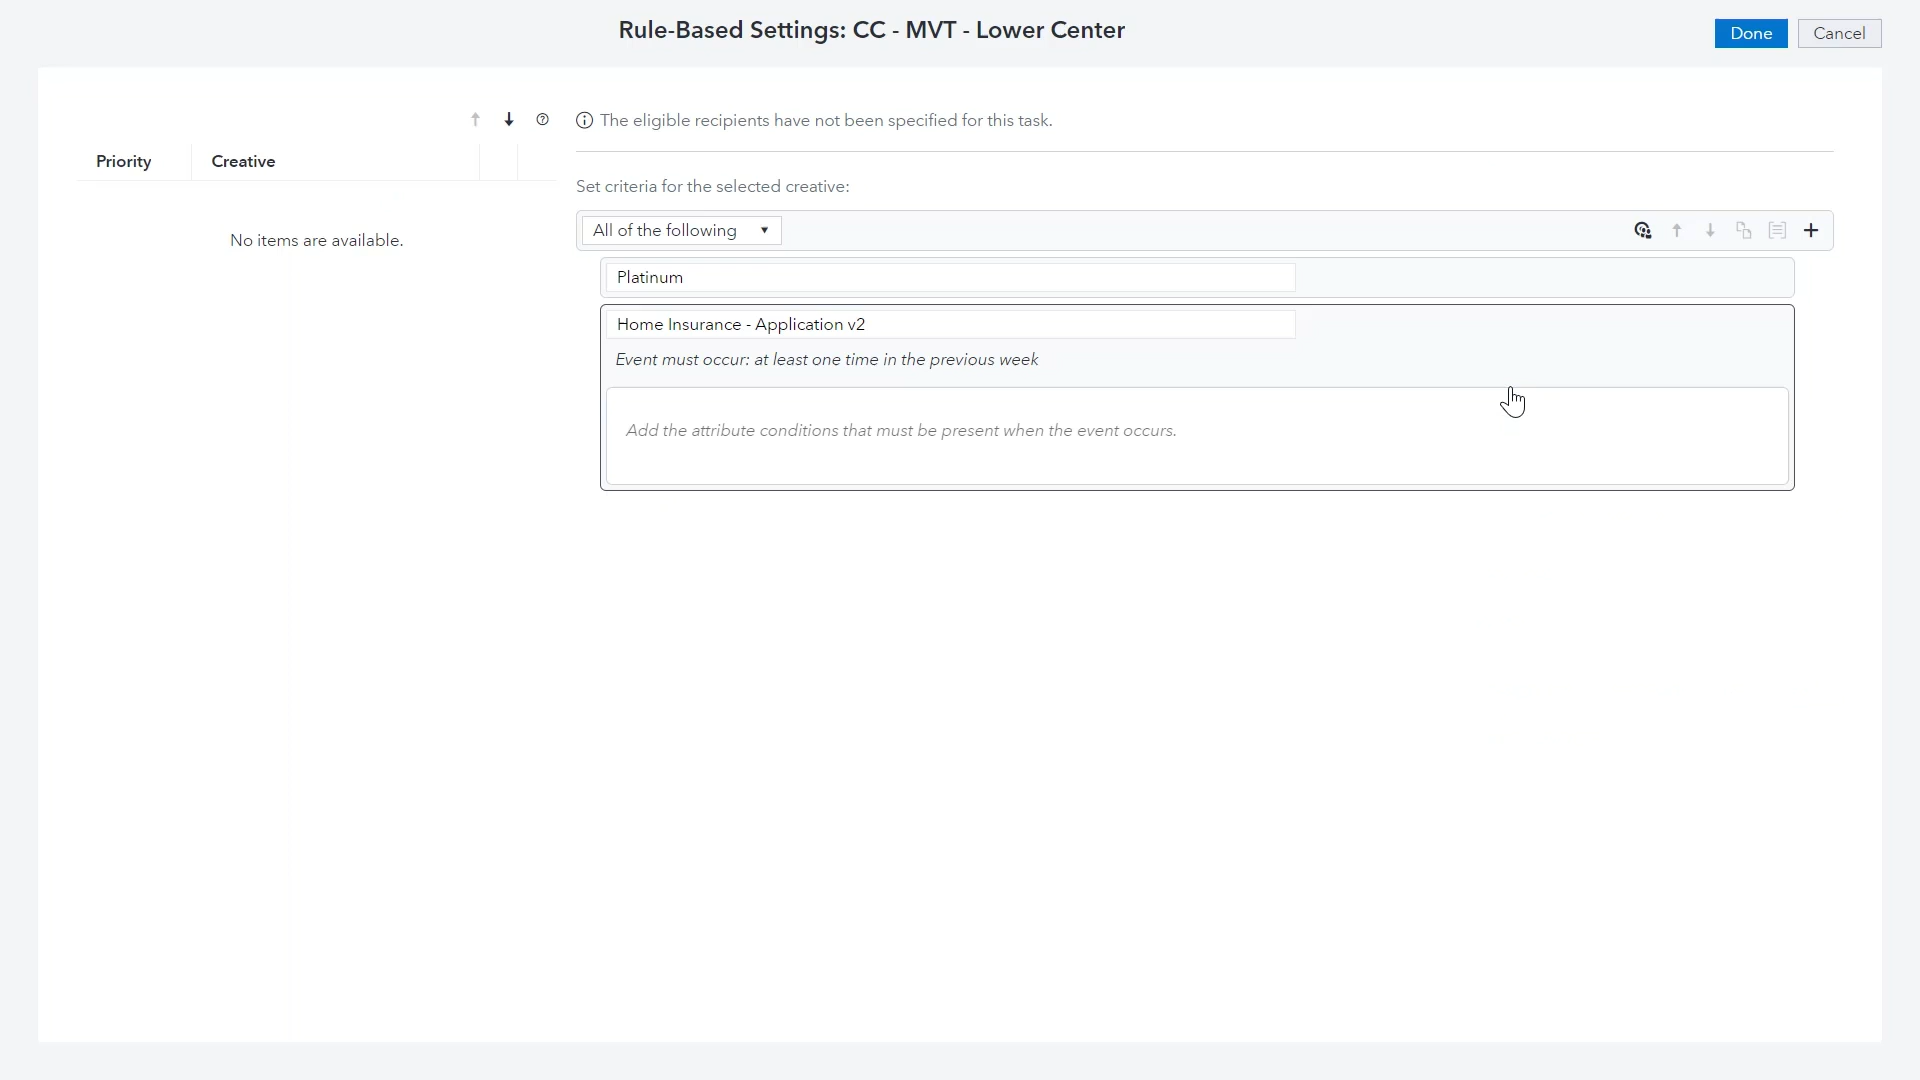 Rule-Based Settings: CC - MVT - Lower Center
Done
Cancel
The eligible recipients have not been specified for this task.
Priority
Creative
Set criteria for the selected creative:
All of the following
No items are available.
Platinum
Home Insurance - Application v2
Event must occur: at least one time in the previous week
Add the attribute conditions that must be present when the event occurs.